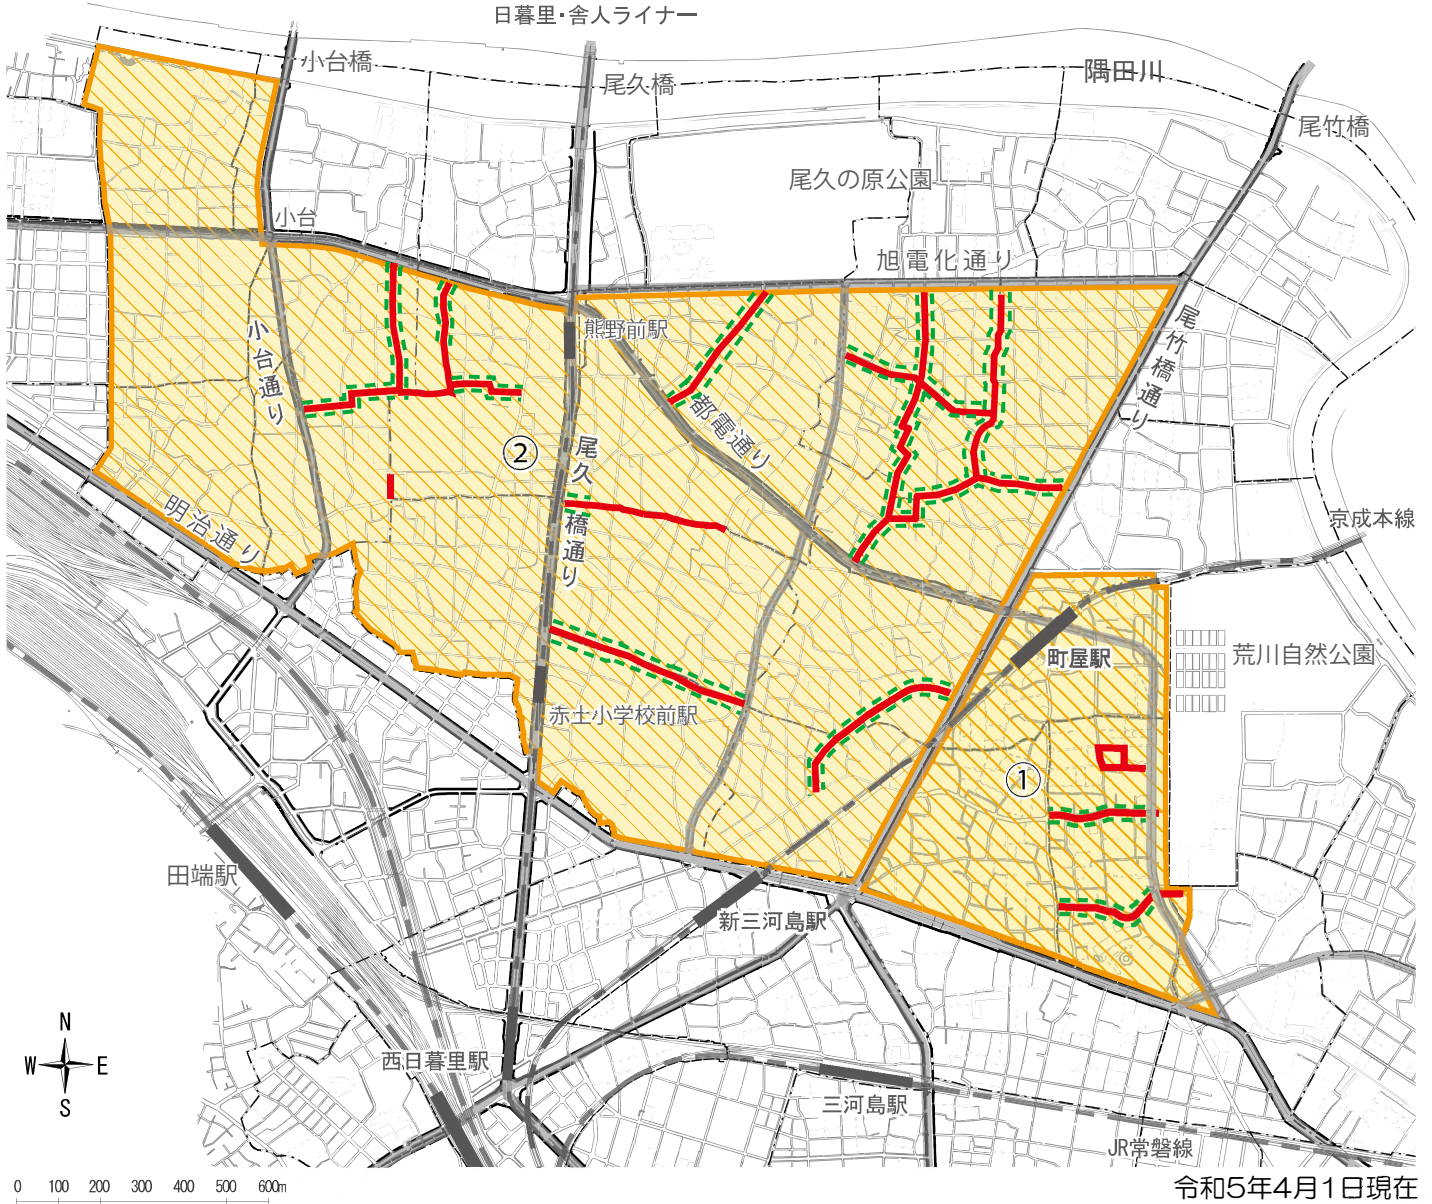 日暮里・舎人ライナー
小台橋
尾久橋
隅田川
尾竹橋
尾久の原公園
小台
旭電化通り
熊野前駅
尾竹橋通り
小台通り
都電通り
②
尾久橋通り
明治通り
京成本線
荒川自然公園
町屋駅
赤土小学校前駅
①
田端駅
新三河島駅
N
W E
S
西日暮里駅
三河島駅
JR常磐線
0 100 200 300 400 500 600m
令和5年4月1日現在